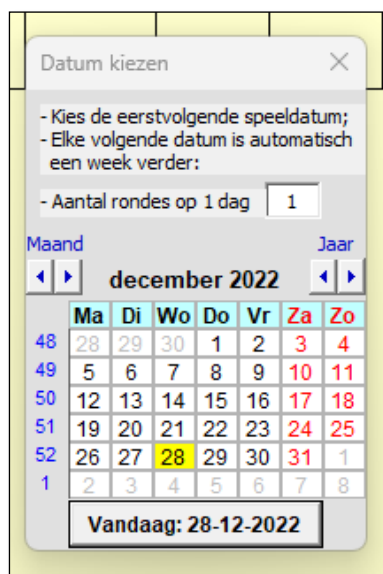 Datum kiezen
- Kies de eerstvolgende speeldatum;
- Elke volgende datum is automatisch
een week verder:
- Aantal rondes op 1 dag 1
Maand Jaar
december 2022
Ma Di Wo Do Vr Za Zo
48 28 29 30 1 2 3 4
49 5 6 7 8 9 10 11
50 12 13 14 15 16 17 18
51 19 20 21 22 23 24 25
52 26 27 28 29 30 31 1
1 2 3 4 5 6 7 8
Vandaag: 28-12-2022